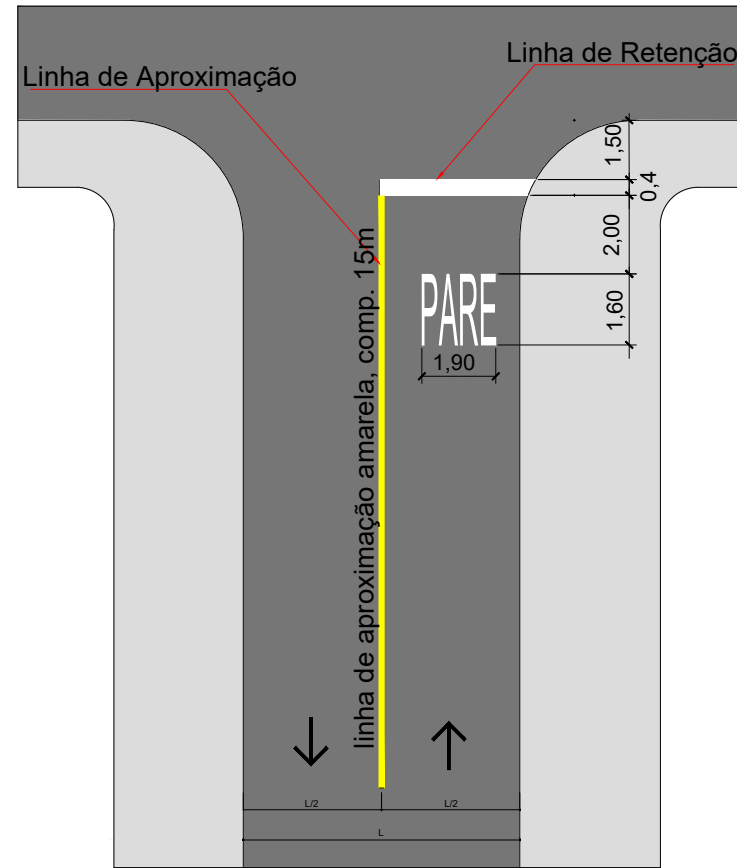 Linha de Retenção
Linha de Aproximação
1,50
0,4
2,00
linha de aproximação amarela, comp. 15m
PARE
1,60
1,90
L/2
L/2
L